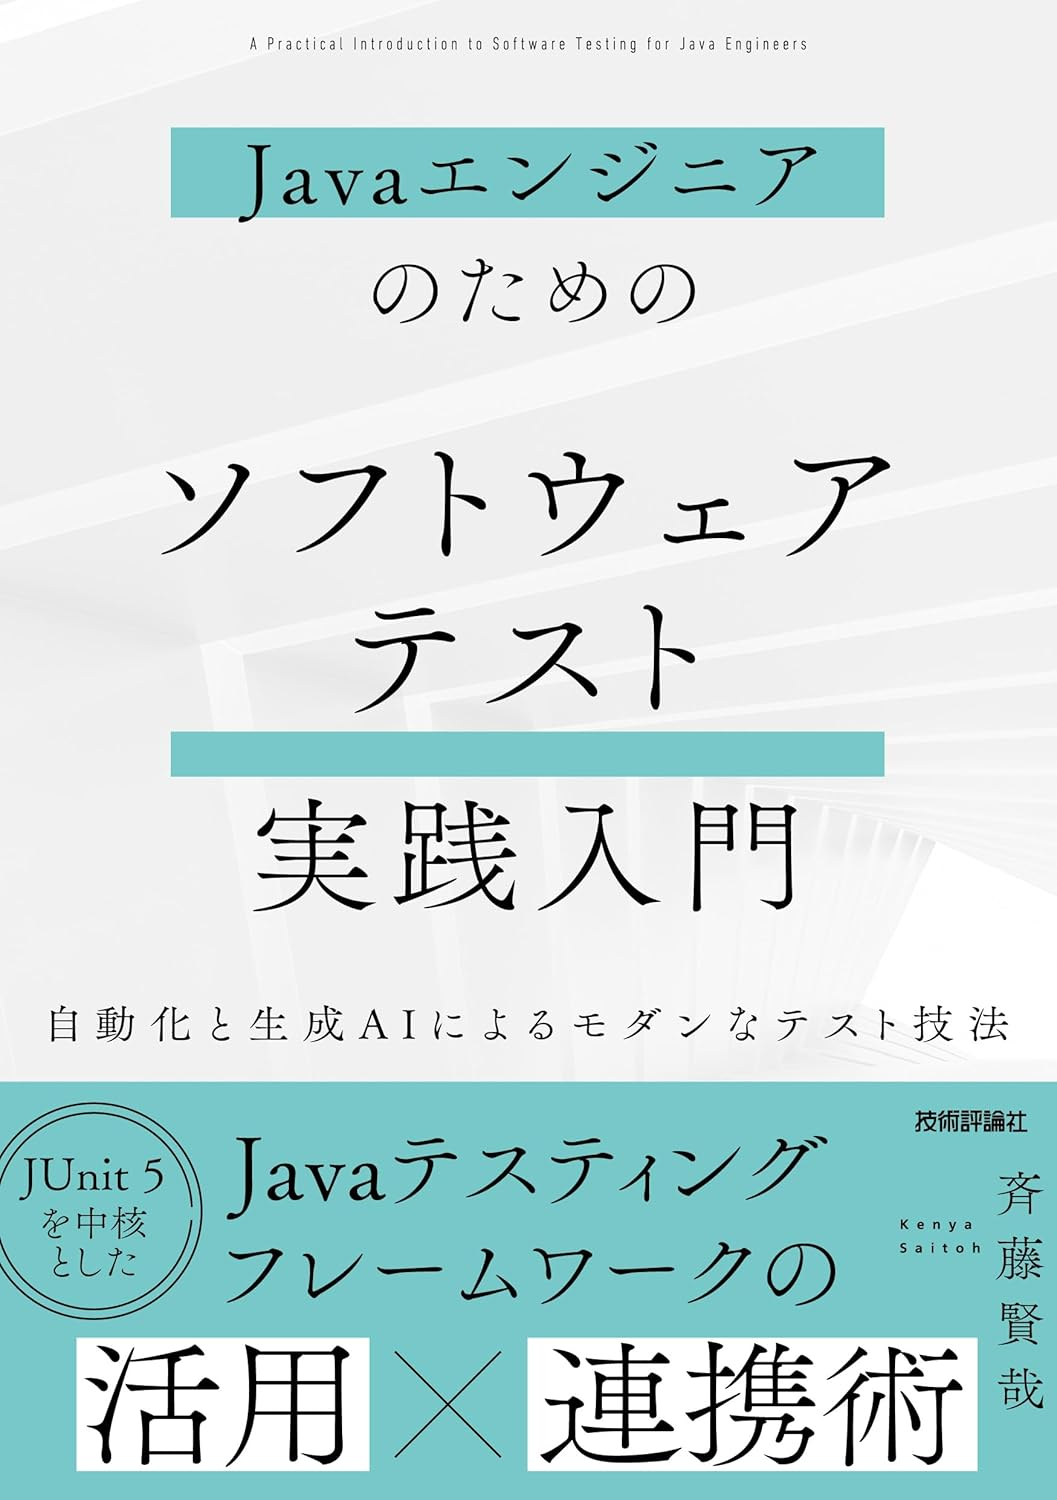 A Practical Introduction to Software Testing for Java Engineers
Javaエンジニア
のための
ソフトウェア
テスト
実践入門
自動化と生成AIによるモダンなテスト技法
技術評論社
JUnit 5
を中核
とした
Javaテスティング
フレームワークの
活用×連携術
Kenya
Saitoh
斉藤賢哉